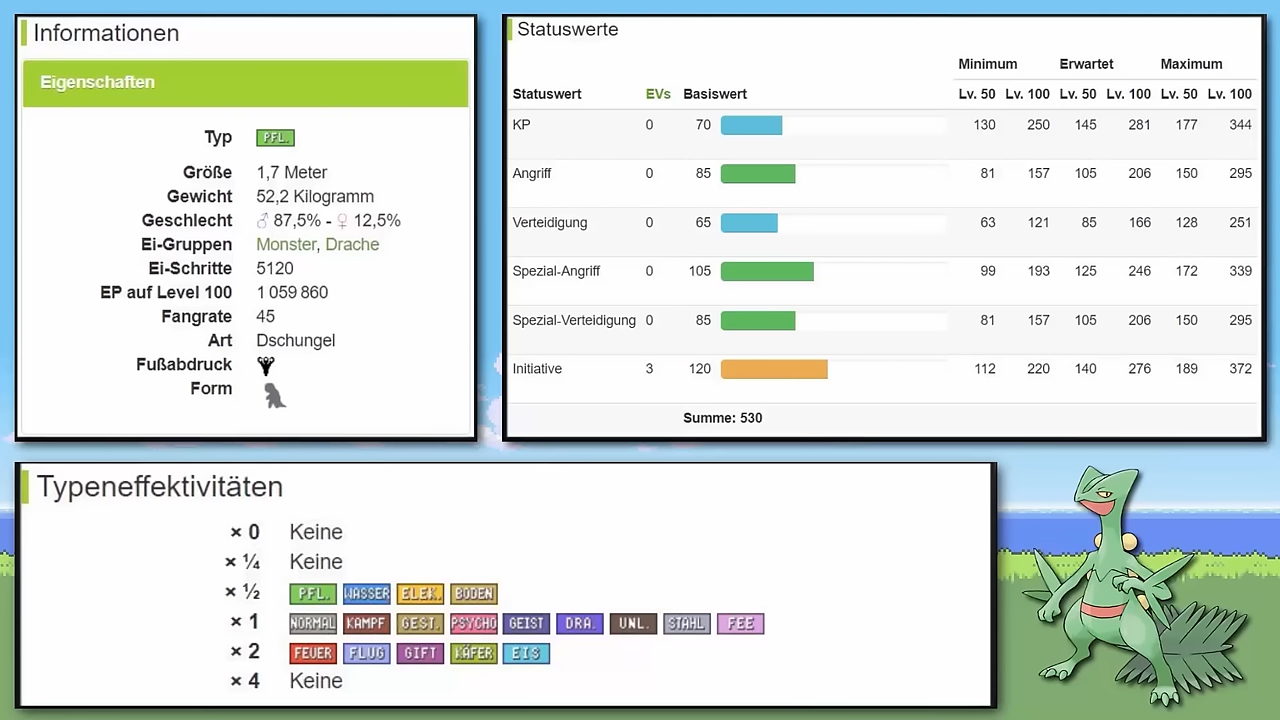 Informationen
Eigenschaften
Typ PFL.
Größe 1,7 Meter
Gewicht 52,2 Kilogramm
Geschlecht ♂ 87,5% - ♀ 12,5%
Ei-Gruppen Monster, Drache
Ei-Schritte 5120
EP auf Level 100 1 059 860
Fangrate 45
Art Dschungel
Fußabdruck
Form
Statuswerte
Minimum Erwartet Maximum
Statuswert EVs Basiswert Lv. 50 Lv. 100 Lv. 50 Lv. 100 Lv. 50 Lv. 100
KP 0 70 130 250 145 281 177 344
Angriff 0 85 81 157 105 206 150 295
Verteidigung 0 65 63 121 85 166 128 251
Spezial-Angriff 0 105 99 193 125 246 172 339
Spezial-Verteidigung 0 85 81 157 105 206 150 295
Initiative 3 120 112 220 140 276 189 372
Summe: 530
Typeneffektivitäten
× 0 Keine
× ¼ Keine
× ½ PFL. WASSER ELEK. BODEN
× 1 NORMAL KAMPF GEST. PSYCHO GEIST DRA. UNL. STAHL FEE
× 2 FEUER FLUG GIFT KÄFER EIS
× 4 Keine